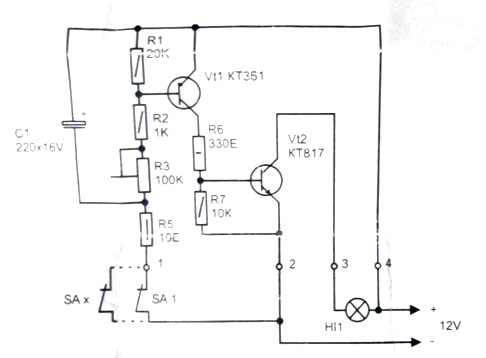 R1
20K
Vt1 KT361
R2
1K
R6
330E
Vt2
KT817
C1
220x16V
+
R3
100K
R7
10K
R5
10E
1
2
3
4
SA x
SA 1
Hl1
+
12V
-